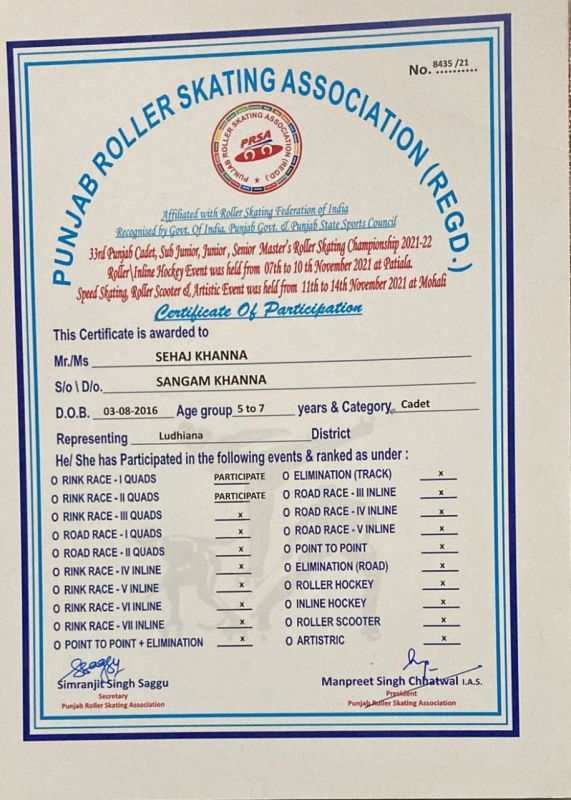 No. 8435 /21
PUNJAB ROLLER SKATING ASSOCIATION (REGD.)
PUNJAB ROLLER SKATING ASSOCIATION (REGD.)
PRSA
Affiliated with Roller Skating Federation of India
Recognised by Govt. Of India, Punjab Govt. & Punjab State Sports Council
33rd Punjab Cadet, Sub Junior, Junior , Senior Master's Roller Skating Championship 2021-22
Roller\Inline Hockey Event was held from 07th to 10 th November 2021 at Patiala.
Speed Skating, Roller Scooter & Artistic Event was held from 11th to 14th November 2021 at Mohali
Certificate Of Participation
This Certificate is awarded to
Mr./Ms SEHAJ KHANNA
S/o \ D/o. SANGAM KHANNA
D.O.B. 03-08-2016 Age group 5 to 7 years & Category Cadet
Representing Ludhiana District
He/ She has Participated in the following events & ranked as under :
O RINK RACE - I QUADS PARTICIPATE O ELIMINATION (TRACK) x
O RINK RACE - II QUADS PARTICIPATE O ROAD RACE - III INLINE x
O RINK RACE - III QUADS x O ROAD RACE - IV INLINE x
O ROAD RACE - I QUADS x O ROAD RACE - V INLINE x
O ROAD RACE - II QUADS x O POINT TO POINT x
O RINK RACE - IV INLINE x O ELIMINATION (ROAD) x
O RINK RACE - V INLINE x O ROLLER HOCKEY x
O RINK RACE - VI INLINE x O INLINE HOCKEY x
O RINK RACE - VII INLINE x O ROLLER SCOOTER x
O POINT TO POINT + ELIMINATION x O ARTISTRIC x
Simranjit Singh Saggu Manpreet Singh Chhatwal I.A.S.
Secretary President
Punjab Roller Skating Association Punjab Roller Skating Association